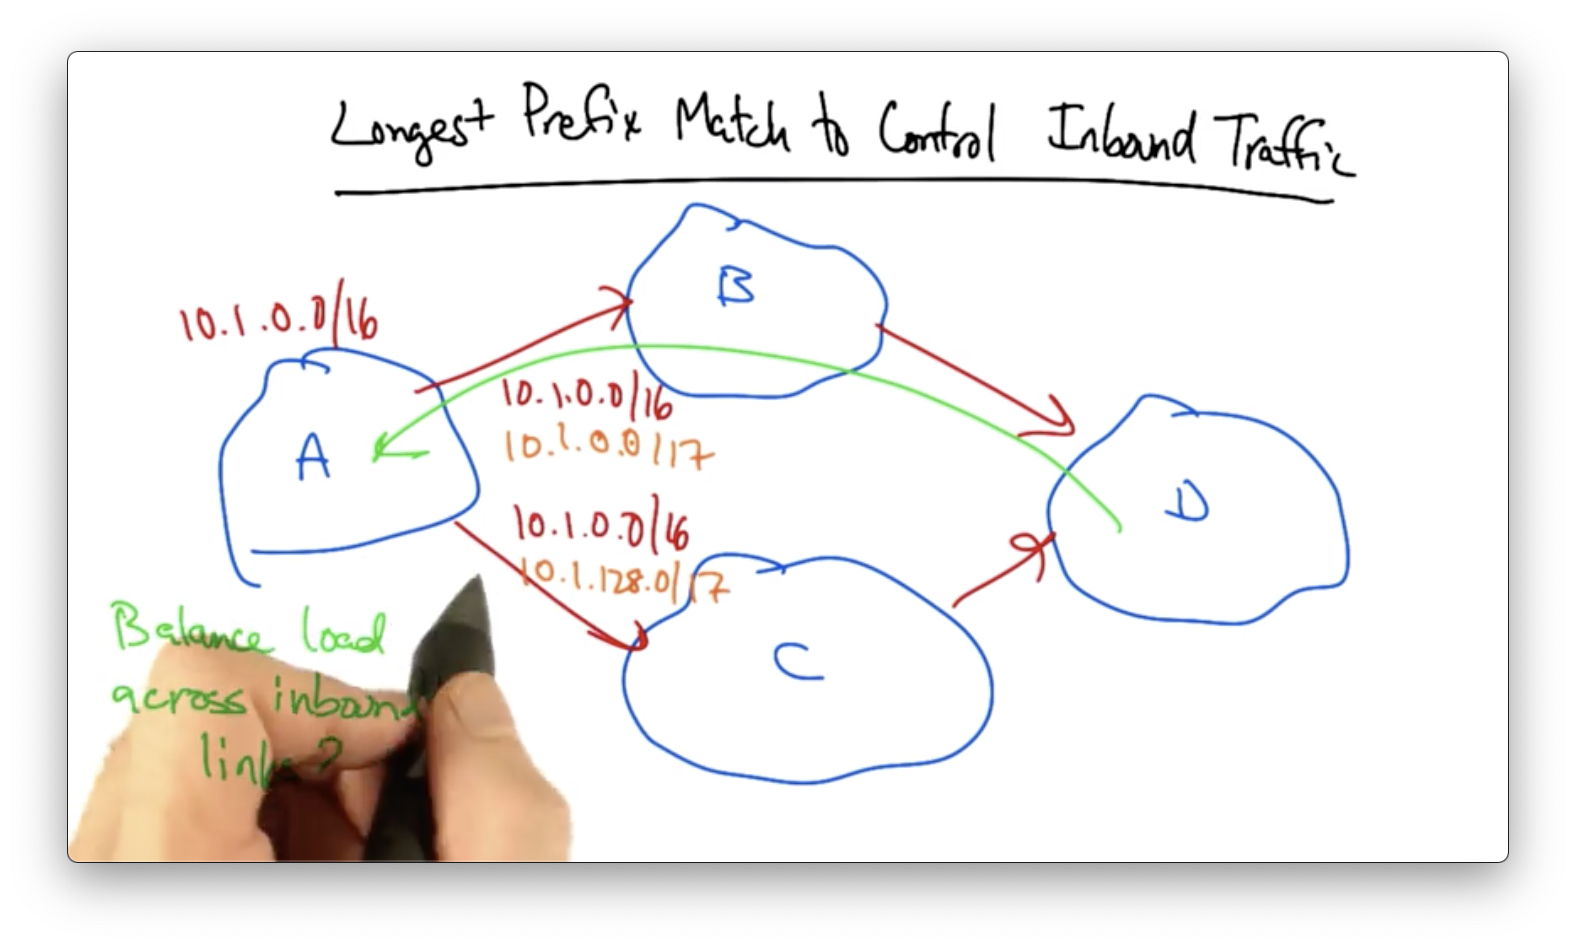 Longest Prefix Match to Control Inbound Traffic
B
10.1.0.0/16
10.1.0.0/16
10.1.0.0/17
A
10.1.0.0/16
10.1.128.0/17
D
C
Balance load
across inbound
links?